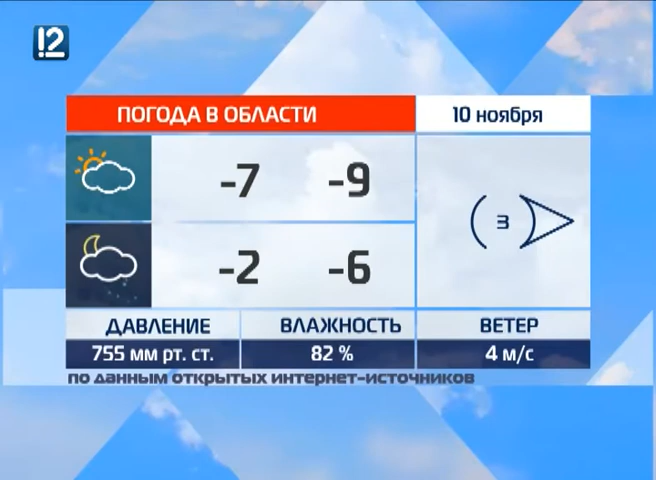 12
ПОГОДА В ОБЛАСТИ
10 ноября
-7 -9
З
-2 -6
ДАВЛЕНИЕ ВЛАЖНОСТЬ ВЕТЕР
755 мм рт. ст. 82 % 4 м/с
по данным открытых интернет-источников